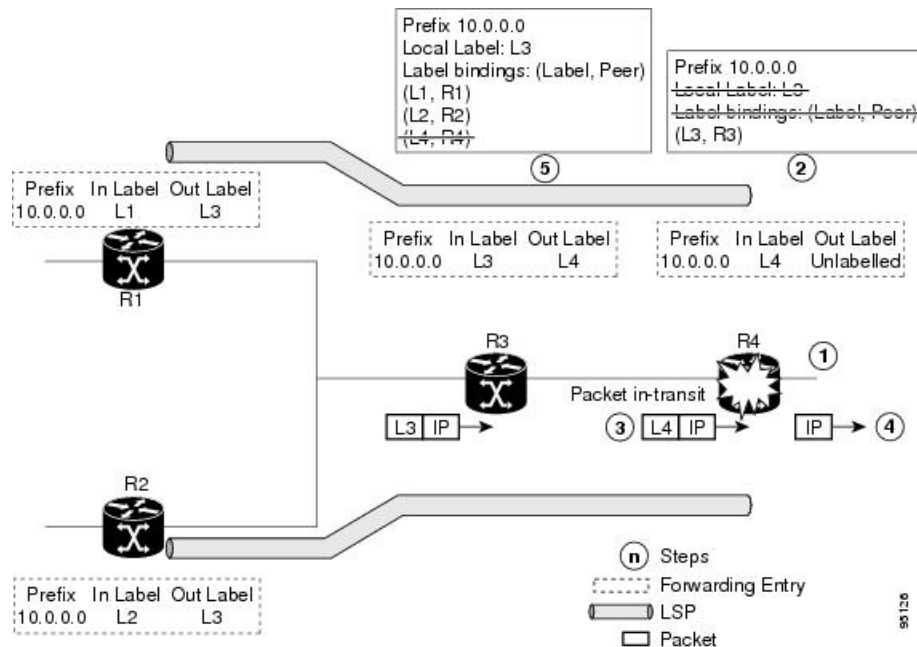 Prefix 10.0.0.0
Local Label: L3
Label bindings: (Label, Peer)
(L1, R1)
(L2, R2)
(L4, R4)
5
Prefix 10.0.0.0
Local Label: L3
Label bindings: (Label, Peer)
(L3, R3)
2
Prefix In Label Out Label
10.0.0.0 L1 L3
R1
Prefix In Label Out Label
10.0.0.0 L3 L4
Prefix In Label Out Label
10.0.0.0 L4 Unlabelled
R3
R4
1
Packet in-transit
L3 IP
3
L4 IP
IP
4
R2
Prefix In Label Out Label
10.0.0.0 L2 L3
n Steps
Forwarding Entry
LSP
Packet